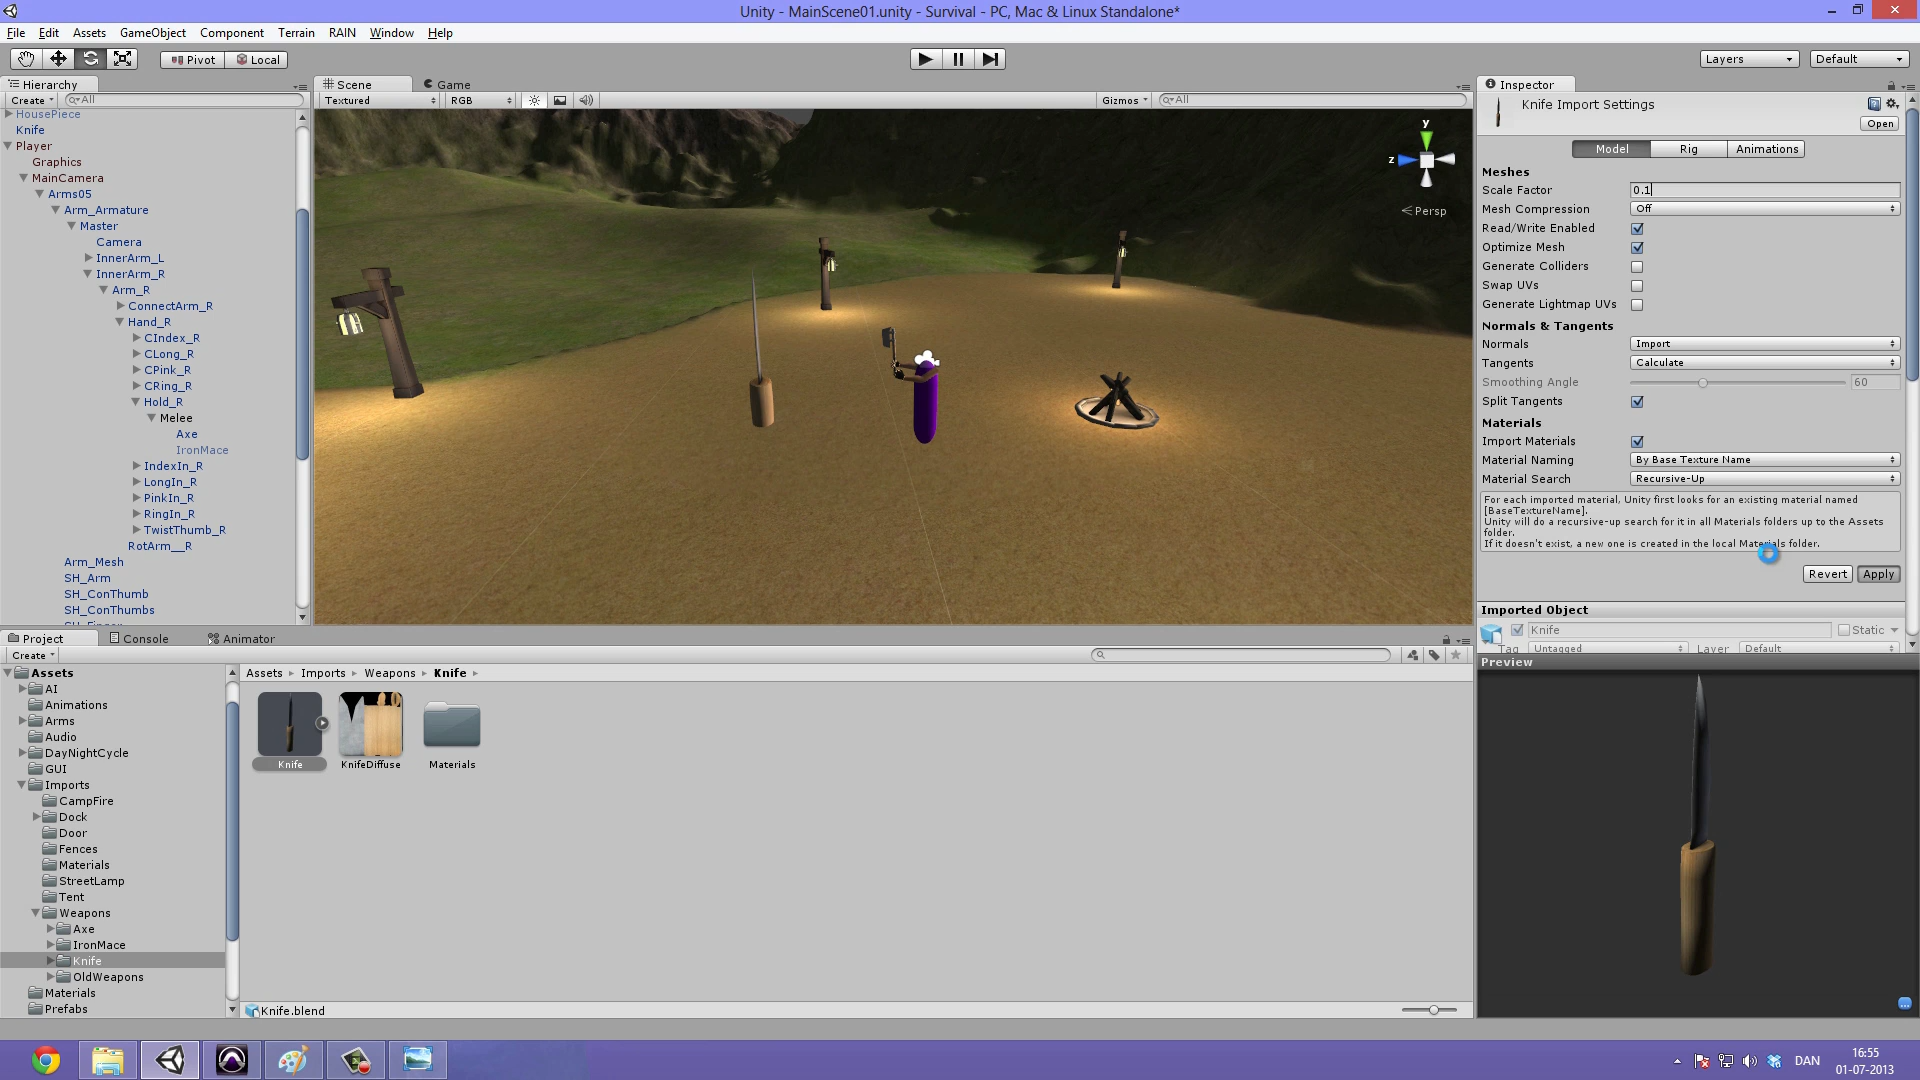 Unity - MainScene01.unity - Survival - PC, Mac & Linux Standalone*
File Edit Assets GameObject Component Terrain RAIN Window Help
Pivot Local Layers Default
Hierarchy
Create All
HousePiece
Knife
Player
Graphics
MainCamera
Arms05
Arm_Armature
Master
Camera
InnerArm_L
InnerArm_R
Arm_R
ConnectArm_R
Hand_R
CIndex_R
CLong_R
CPink_R
CRing_R
Hold_R
Melee
Axe
IronMace
IndexIn_R
LongIn_R
PinkIn_R
RingIn_R
TwistThumb_R
RotArm__R
Arm_Mesh
SH_Arm
SH_ConThumb
SH_ConThumbs
Scene Game
Textured RGB Gizmos All
y
z
Persp
Inspector
Knife Import Settings
Open
Model Rig Animations
Meshes
Scale Factor 0.1
Mesh Compression Off
Read/Write Enabled
Optimize Mesh
Generate Colliders
Swap UVs
Generate Lightmap UVs
Normals & Tangents
Normals Import
Tangents Calculate
Smoothing Angle 60
Split Tangents
Materials
Import Materials
Material Naming By Base Texture Name
Material Search Recursive-Up
For each imported material, Unity first looks for an existing material named
[BaseTextureName].
Unity will do a recursive-up search for it in all Materials folders up to the Assets
folder.
If it doesn't exist, a new one is created in the local Materials folder.
Revert Apply
Imported Object
Knife Static
Tag Untagged Layer Default
Preview
Project Console Animator
Create
Assets
AI
Animations
Arms
Audio
DayNightCycle
GUI
Imports
CampFire
Dock
Door
Fences
Materials
StreetLamp
Tent
Weapons
Axe
IronMace
Knife
OldWeapons
Materials
Prefabs
Assets Imports Weapons Knife
Knife KnifeDiffuse Materials
Knife.blend
DAN
16:55
01-07-2013